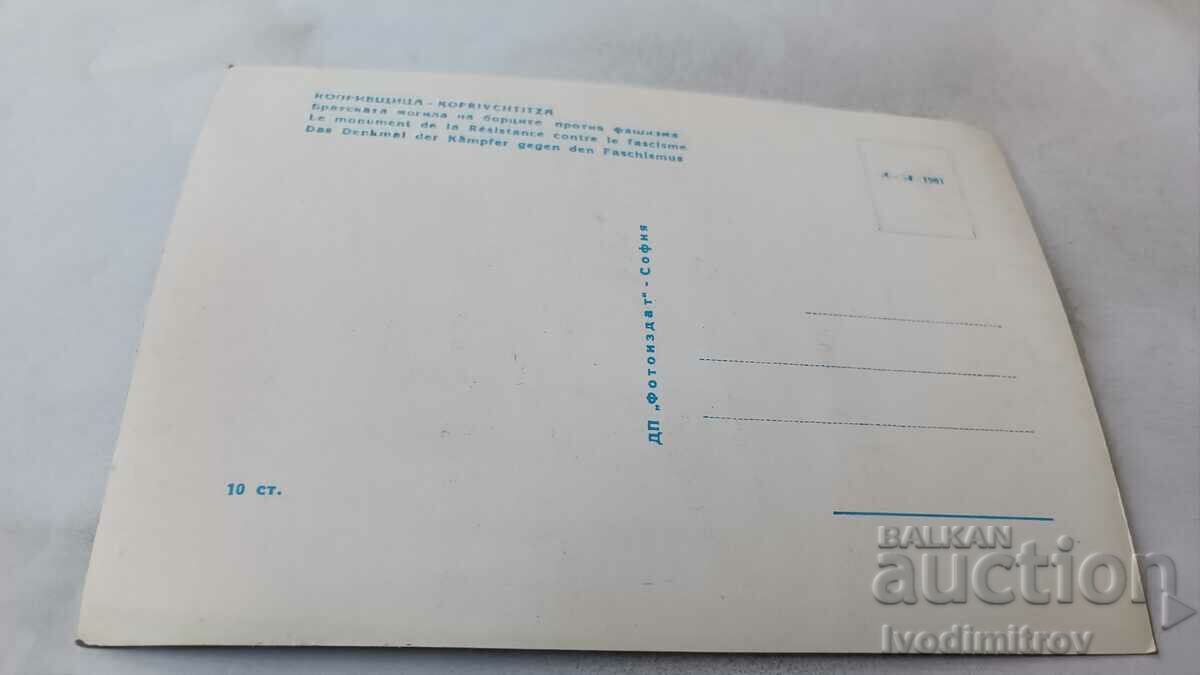 КОПРИВЩИЦА - KOPRIVCHTITZA
Братската могила на борците против фашизма
Le monument de la Résistance contre le fascisme
Das Denkmal der Kämpfer gegen den Faschismus
1981
ДП „Фотоиздат" - София
10 ст.
BALKAN
auction
Ivodimitrov